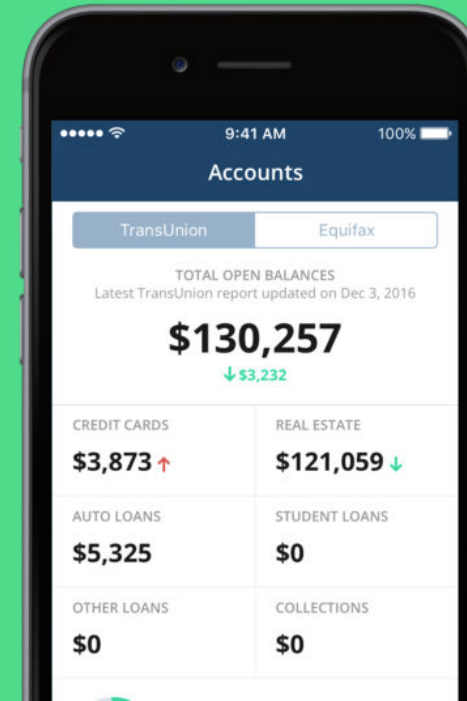 9:41 AM 100%
Accounts
TransUnion Equifax
TOTAL OPEN BALANCES
Latest TransUnion report updated on Dec 3, 2016
$130,257
↓ $3,232
CREDIT CARDS REAL ESTATE
$3,873 ↑ $121,059 ↓
AUTO LOANS STUDENT LOANS
$5,325 $0
OTHER LOANS COLLECTIONS
$0 $0